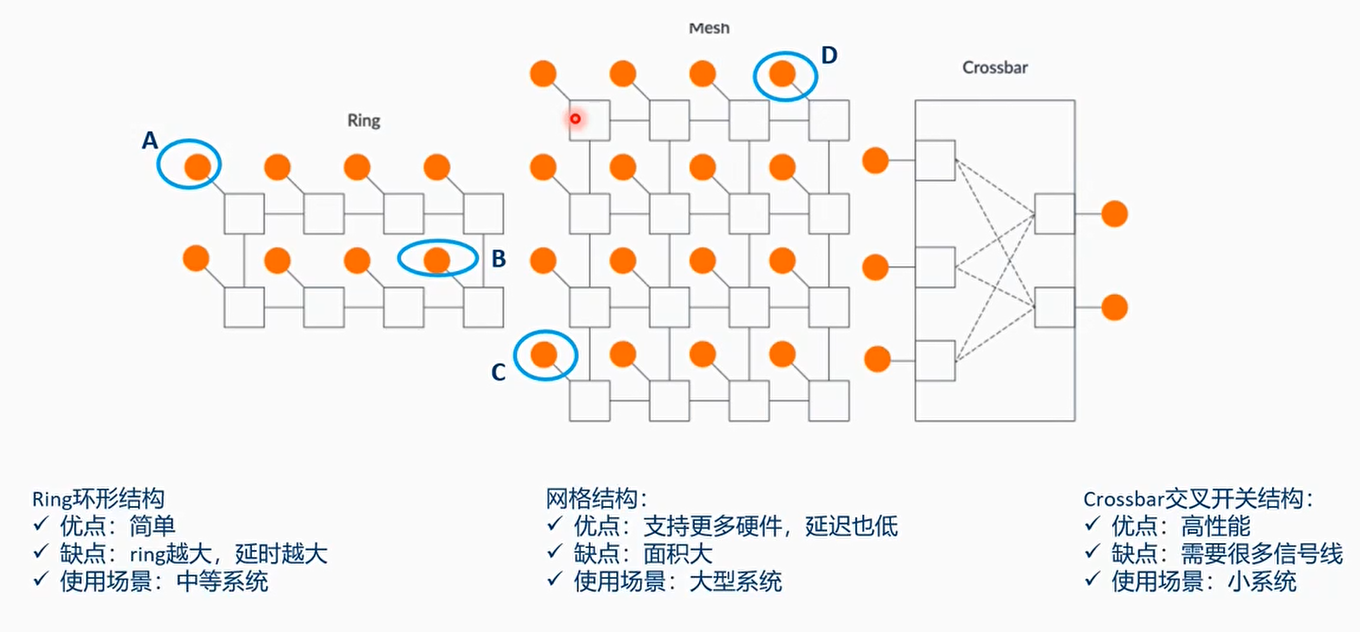 Mesh
D
Crossbar
Ring
A
B
C
Ring环形结构
✓ 优点：简单
✓ 缺点：ring越大，延时越大
✓ 使用场景：中等系统
网格结构：
✓ 优点：支持更多硬件，延迟也低
✓ 缺点：面积大
✓ 使用场景：大型系统
Crossbar交叉开关结构：
✓ 优点：高性能
✓ 缺点：需要很多信号线
✓ 使用场景：小系统